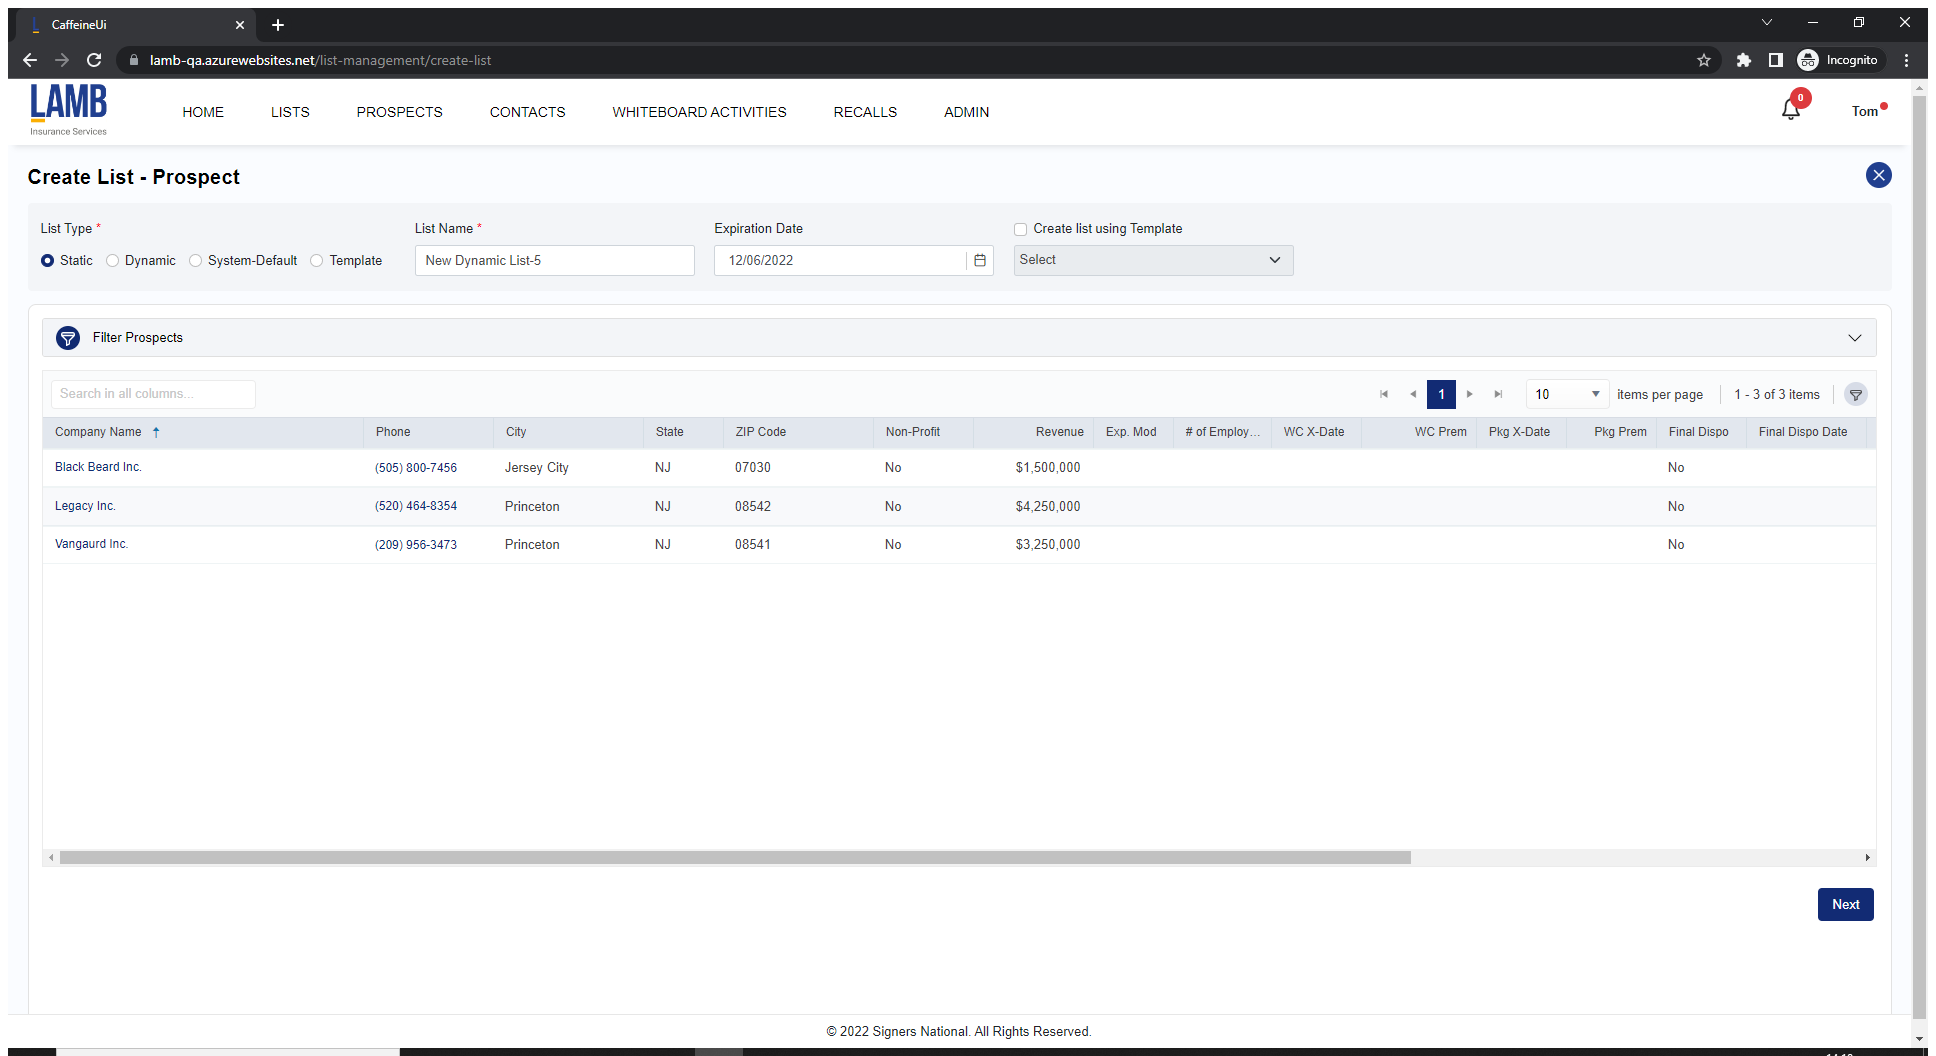 CaffeineUi
lamb-qa.azurewebsites.net/list-management/create-list
Incognito
LAMB
Insurance Services
HOME LISTS PROSPECTS CONTACTS WHITEBOARD ACTIVITIES RECALLS ADMIN
0
Tom
Create List - Prospect
List Type * List Name * Expiration Date Create list using Template
Static Dynamic System-Default Template New Dynamic List-5 12/06/2022 Select
Filter Prospects
Search in all columns... 1 10 items per page 1 - 3 of 3 items
Company Name Phone City State ZIP Code Non-Profit Revenue Exp. Mod # of Employ... WC X-Date WC Prem Pkg X-Date Pkg Prem Final Dispo Final Dispo Date
Black Beard Inc. (505) 800-7456 Jersey City NJ 07030 No $1,500,000 No
Legacy Inc. (520) 464-8354 Princeton NJ 08542 No $4,250,000 No
Vangaurd Inc. (209) 956-3473 Princeton NJ 08541 No $3,250,000 No
Next
© 2022 Signers National. All Rights Reserved.